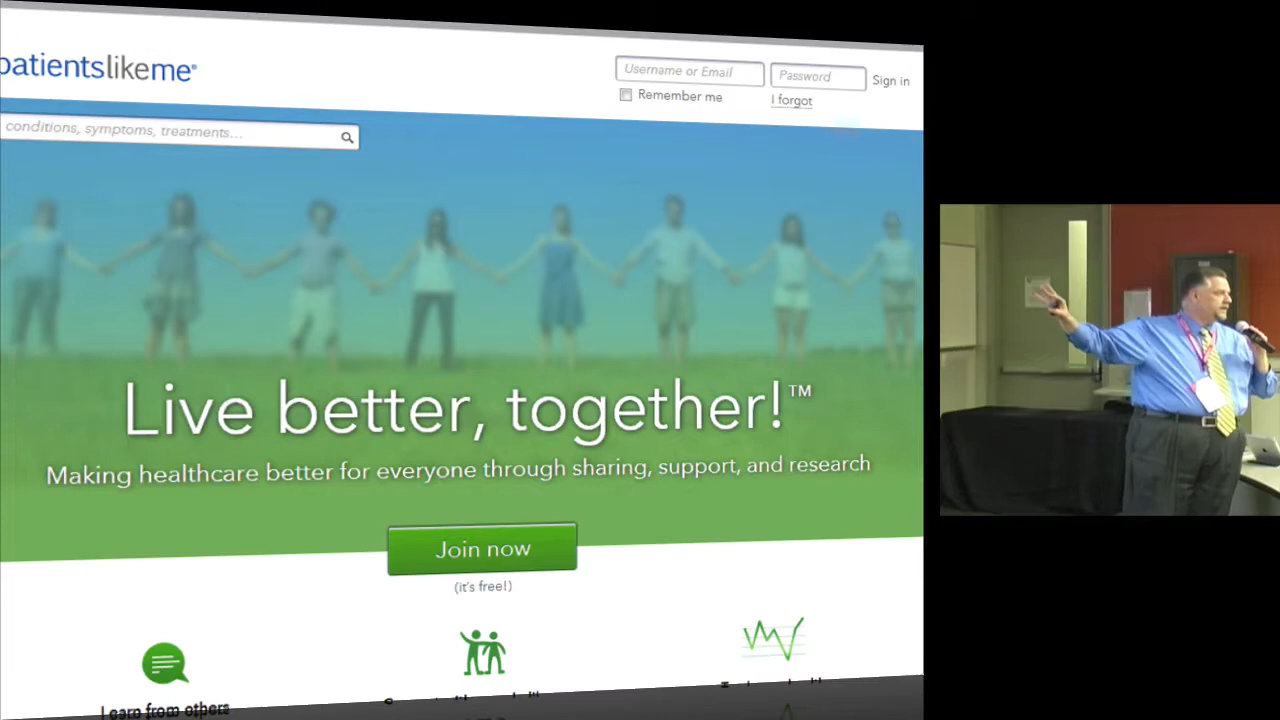 patientslikeme®
Username or Email
Password
Sign in
Remember me
I forgot
conditions, symptoms, treatments...
Live better, together!™
Making healthcare better for everyone through sharing, support, and research
Join now
(it's free!)
Learn from others